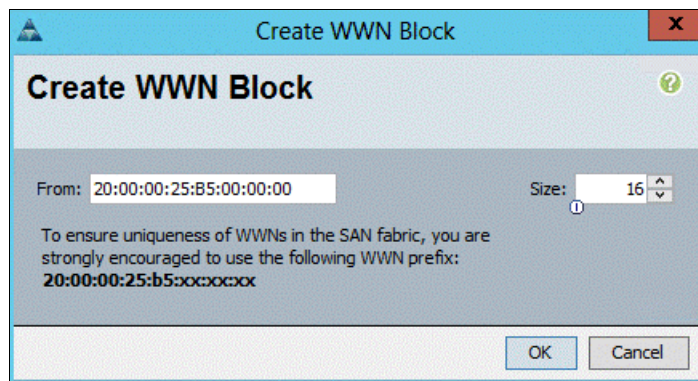 Create WWN Block
x
Create WWN Block
?
From: 20:00:00:25:B5:00:00:00 Size: 16
To ensure uniqueness of WWNs in the SAN fabric, you are
strongly encouraged to use the following WWN prefix:
20:00:00:25:b5:xx:xx:xx
OK Cancel